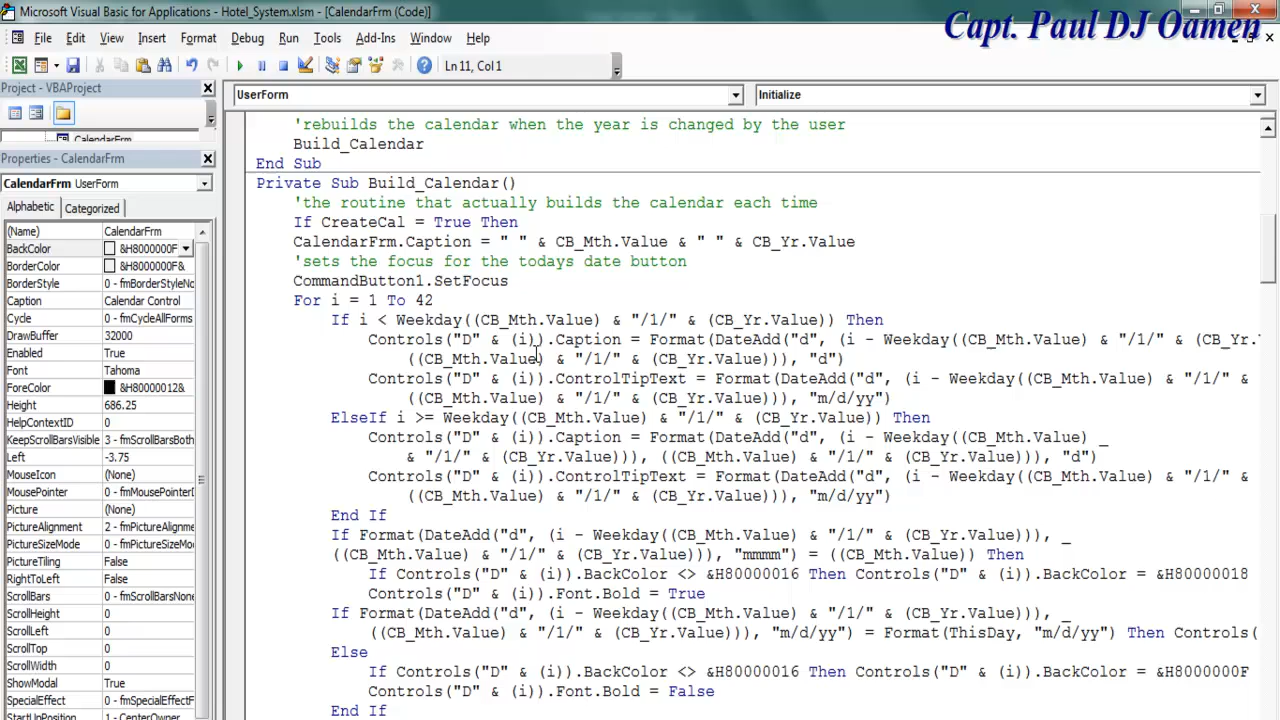 Microsoft Visual Basic for Applications - Hotel_System.xlsm - [CalendarFrm (Code)]
Capt. Paul DJ Oamen
File Edit View Insert Format Debug Run Tools Add-Ins Window Help
Ln 11, Col 1
Project - VBAProject
UserForm
Initialize
CalendarFrm
Properties - CalendarFrm
CalendarFrm UserForm
Alphabetic Categorized
(Name) CalendarFrm
BackColor &H8000000F
BorderColor &H8000000F&
BorderStyle 0 - fmBorderStyleNo
Caption Calendar Control
Cycle 0 - fmCycleAllForms
DrawBuffer 32000
Enabled True
Font Tahoma
ForeColor &H80000012&
Height 686.25
HelpContextID 0
KeepScrollBarsVisible 3 - fmScrollBarsBoth
Left -3.75
MouseIcon (None)
MousePointer 0 - fmMousePointerD
Picture (None)
PictureAlignment 2 - fmPictureAlignme
PictureSizeMode 0 - fmPictureSizeMo
PictureTiling False
RightToLeft False
ScrollBars 0 - fmScrollBarsNone
ScrollHeight 0
ScrollLeft 0
ScrollTop 0
ScrollWidth 0
ShowModal True
SpecialEffect 0 - fmSpecialEffectF
StartUpPosition 1 - CenterOwner
'rebuilds the calendar when the year is changed by the user
Build_Calendar
End Sub
Private Sub Build_Calendar()
'the routine that actually builds the calendar each time
If CreateCal = True Then
CalendarFrm.Caption = " " & CB_Mth.Value & " " & CB_Yr.Value
'sets the focus for the todays date button
CommandButton1.SetFocus
For i = 1 To 42
If i < Weekday((CB_Mth.Value) & "/1/" & (CB_Yr.Value)) Then
Controls("D" & (i)).Caption = Format(DateAdd("d", (i - Weekday((CB_Mth.Value) & "/1/" & (CB_Yr.
((CB_Mth.Value) & "/1/" & (CB_Yr.Value))), "d")
Controls("D" & (i)).ControlTipText = Format(DateAdd("d", (i - Weekday((CB_Mth.Value) & "/1/" &
((CB_Mth.Value) & "/1/" & (CB_Yr.Value))), "m/d/yy")
ElseIf i >= Weekday((CB_Mth.Value) & "/1/" & (CB_Yr.Value)) Then
Controls("D" & (i)).Caption = Format(DateAdd("d", (i - Weekday((CB_Mth.Value) _
& "/1/" & (CB_Yr.Value))), ((CB_Mth.Value) & "/1/" & (CB_Yr.Value))), "d")
Controls("D" & (i)).ControlTipText = Format(DateAdd("d", (i - Weekday((CB_Mth.Value) & "/1/" &
((CB_Mth.Value) & "/1/" & (CB_Yr.Value))), "m/d/yy")
End If
If Format(DateAdd("d", (i - Weekday((CB_Mth.Value) & "/1/" & (CB_Yr.Value))), _
((CB_Mth.Value) & "/1/" & (CB_Yr.Value))), "mmmm") = ((CB_Mth.Value)) Then
If Controls("D" & (i)).BackColor <> &H80000016 Then Controls("D" & (i)).BackColor = &H80000018
Controls("D" & (i)).Font.Bold = True
If Format(DateAdd("d", (i - Weekday((CB_Mth.Value) & "/1/" & (CB_Yr.Value))), _
((CB_Mth.Value) & "/1/" & (CB_Yr.Value))), "m/d/yy") = Format(ThisDay, "m/d/yy") Then Controls(
Else
If Controls("D" & (i)).BackColor <> &H80000016 Then Controls("D" & (i)).BackColor = &H8000000F
Controls("D" & (i)).Font.Bold = False
End If